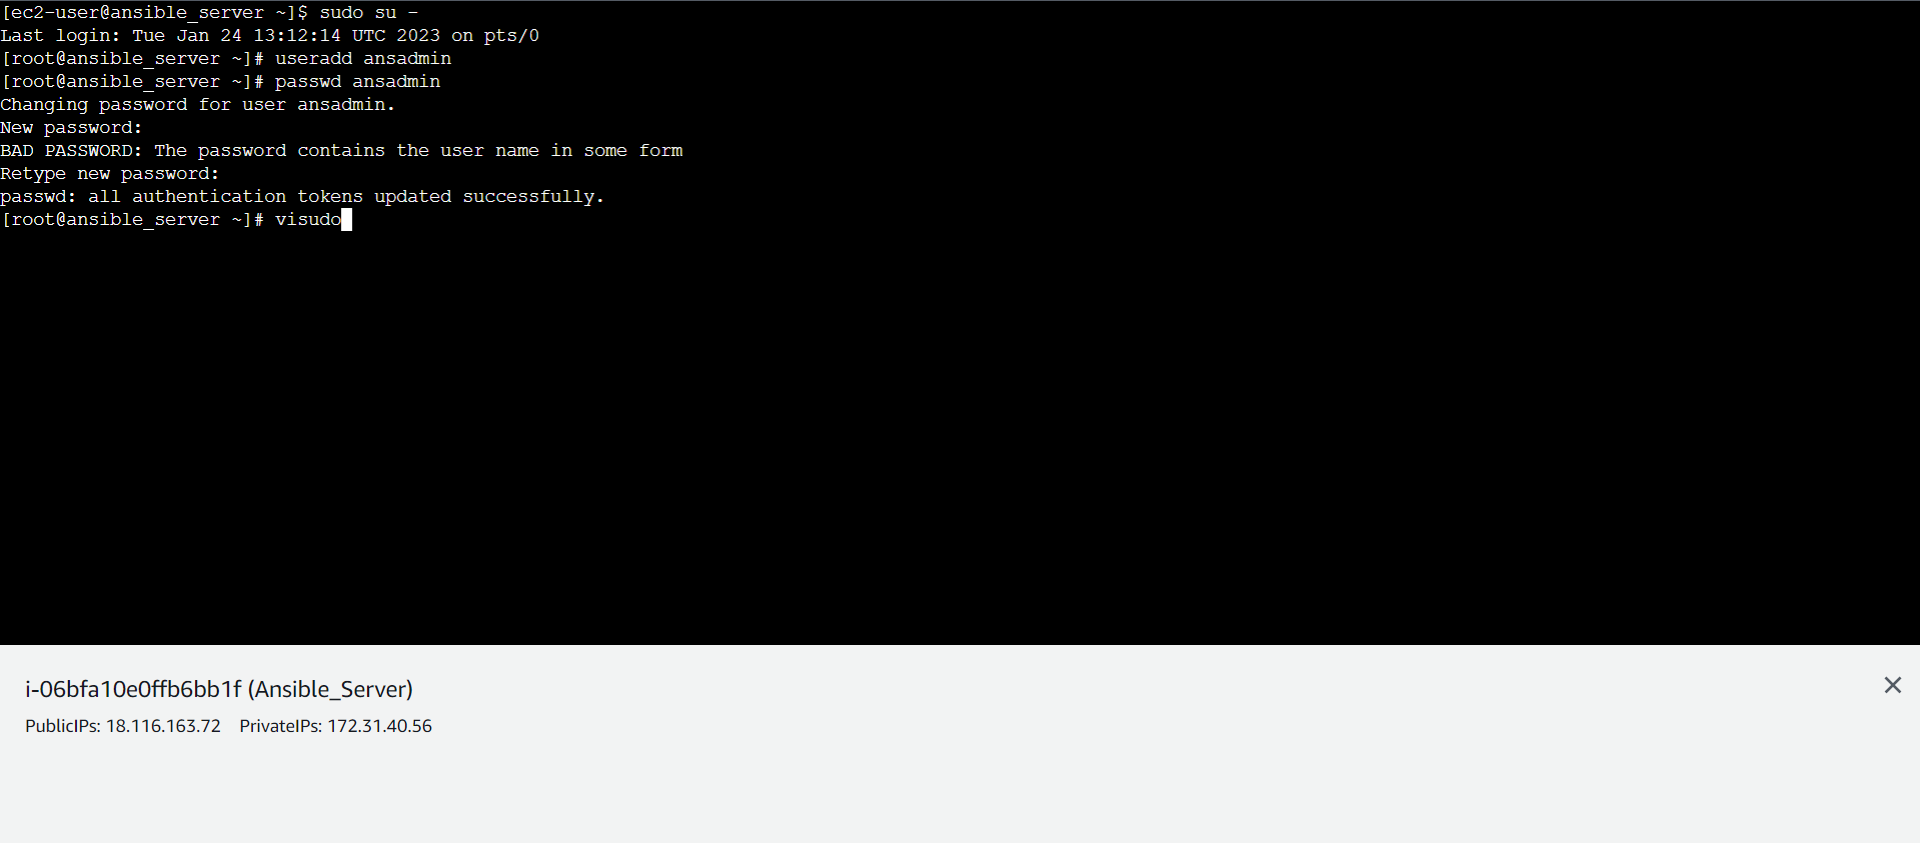 [ec2-user@ansible_server ~]$ sudo su -
Last login: Tue Jan 24 13:12:14 UTC 2023 on pts/0
[root@ansible_server ~]# useradd ansadmin
[root@ansible_server ~]# passwd ansadmin
Changing password for user ansadmin.
New password:
BAD PASSWORD: The password contains the user name in some form
Retype new password:
passwd: all authentication tokens updated successfully.
[root@ansible_server ~]# visudo
i-06bfa10e0ffb6bb1f (Ansible_Server)
PublicIPs: 18.116.163.72 PrivateIPs: 172.31.40.56